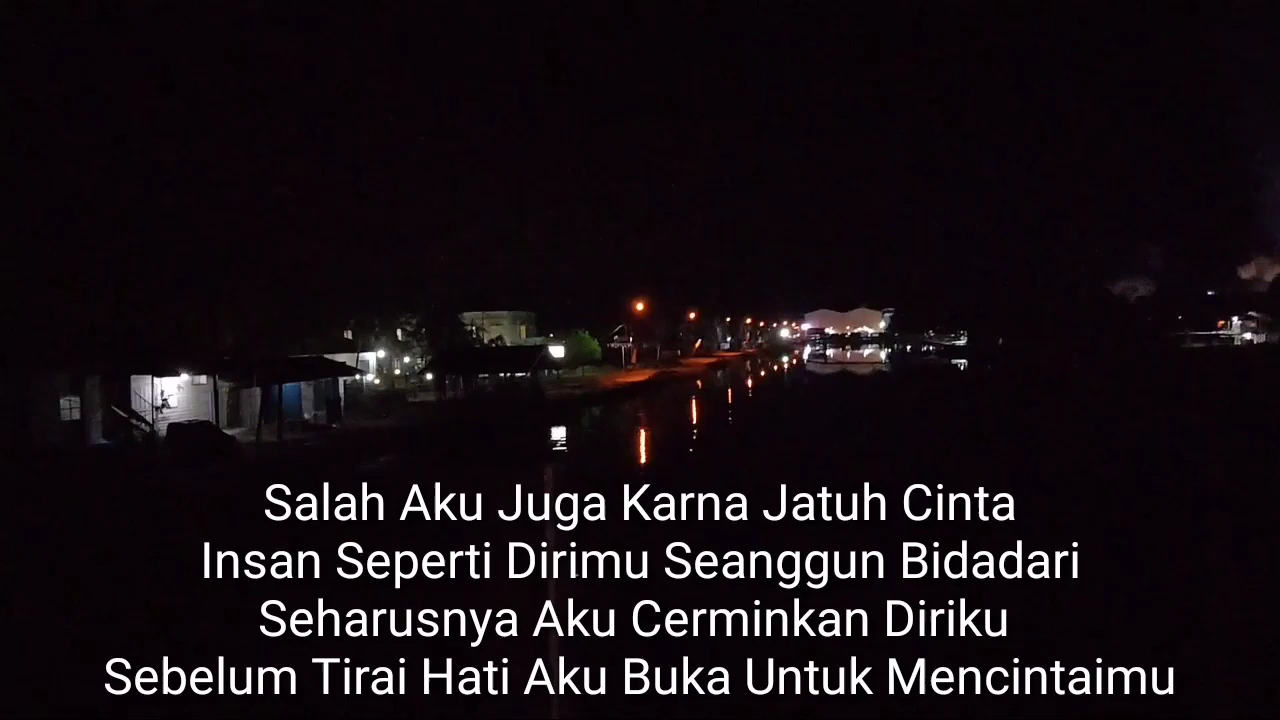 Salah Aku Juga Karna Jatuh Cinta
Insan Seperti Dirimu Seanggun Bidadari
Seharusnya Aku Cerminkan Diriku
Sebelum Tirai Hati Aku Buka Untuk Mencintaimu